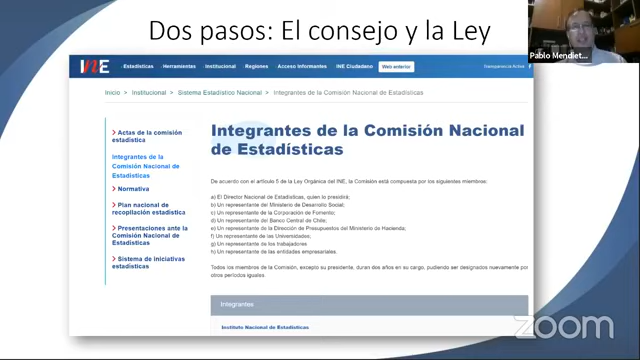 Dos pasos: El consejo y la Ley
Pablo Mendiet...
INE
Estadísticas Herramientas Institucional Regiones Acceso Informantes INE Ciudadano Web anterior
Transparencia Activa
Inicio > Institucional > Sistema Estadístico Nacional > Integrantes de la Comisión Nacional de Estadísticas
Actas de la comisión
estadística
Integrantes de la
Comisión Nacional de
Estadísticas
Normativa
Plan nacional de
recopilación estadística
Presentaciones ante la
Comisión Nacional de
Estadísticas
Sistema de iniciativas
estadísticas
Integrantes de la Comisión Nacional
de Estadísticas
De acuerdo con el artículo 5 de la Ley Orgánica del INE, la Comisión está compuesta por los siguientes miembros:
a) El Director Nacional de Estadísticas, quien lo presidirá;
b) Un representante del Ministerio de Desarrollo Social;
c) Un representante de la Corporación de Fomento;
d) Un representante del Banco Central de Chile;
e) Un representante de la Dirección de Presupuestos del Ministerio de Hacienda;
f) Un representante de las Universidades;
g) Un representante de los trabajadores
h) Un representante de las entidades empresariales.
Todos los miembros de la Comisión, excepto su presidente, duran dos años en su cargo, pudiendo ser designados nuevamente por
otros períodos iguales
Integrantes
Instituto Nacional de Estadísticas
zoom